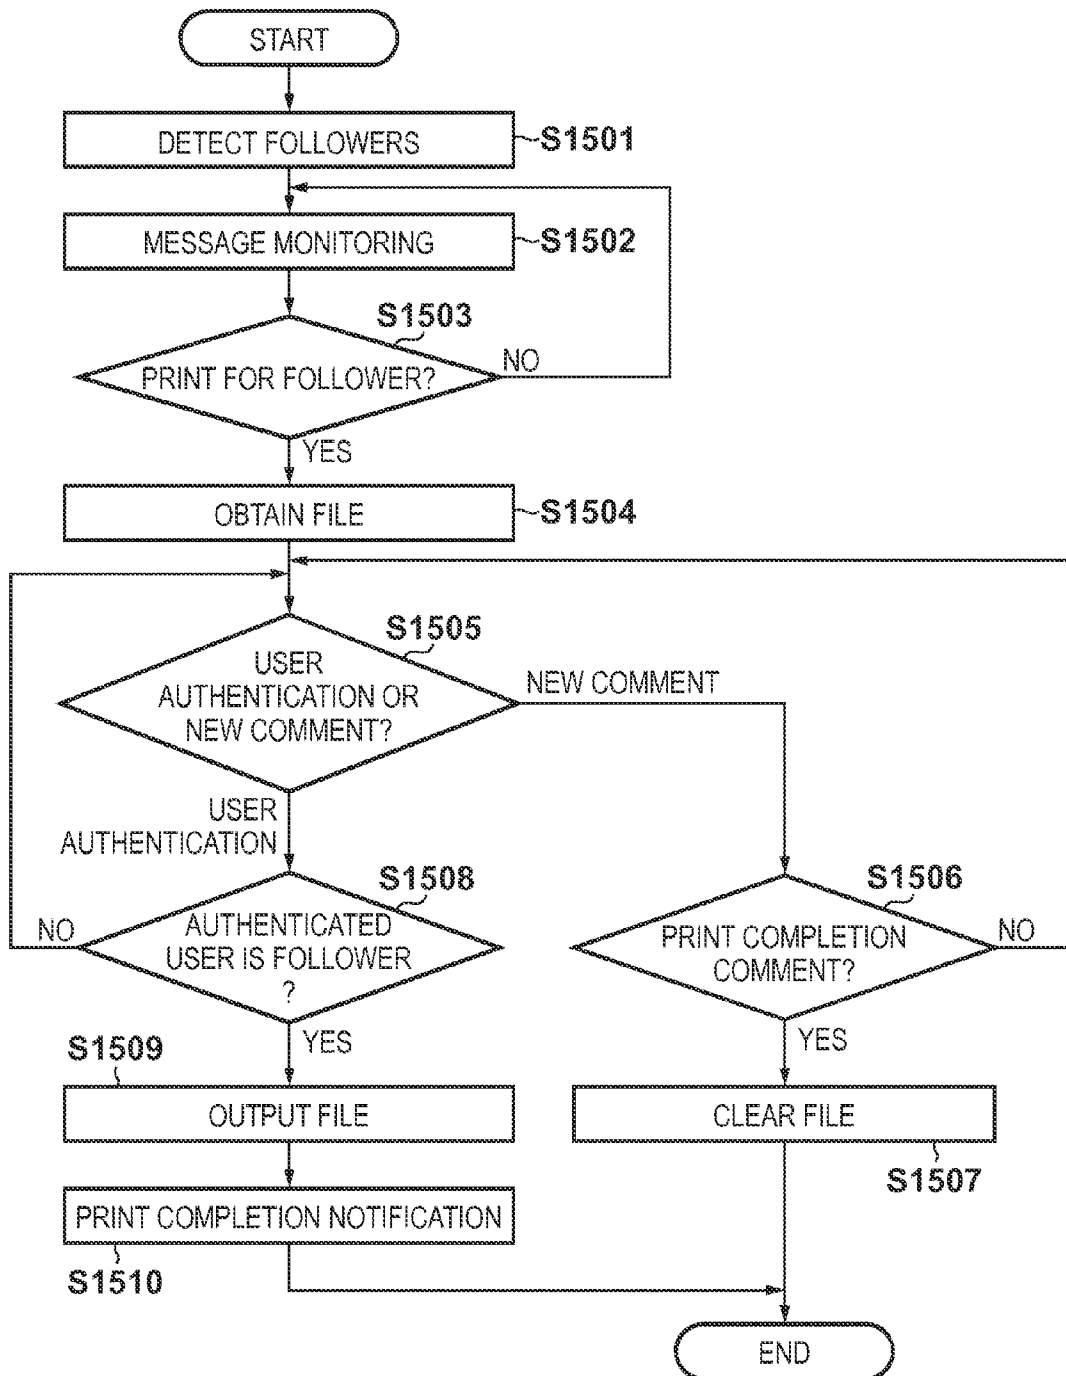 START
DETECT FOLLOWERS
S1501
MESSAGE MONITORING
S1502
S1503
PRINT FOR FOLLOWER?
NO
YES
OBTAIN FILE
S1504
S1505
USER
AUTHENTICATION OR
NEW COMMENT?
NEW COMMENT
USER
AUTHENTICATION
S1508
AUTHENTICATED
USER IS FOLLOWER
?
NO
YES
S1506
PRINT COMPLETION
COMMENT?
NO
YES
S1509
OUTPUT FILE
CLEAR FILE
S1507
PRINT COMPLETION NOTIFICATION
S1510
END